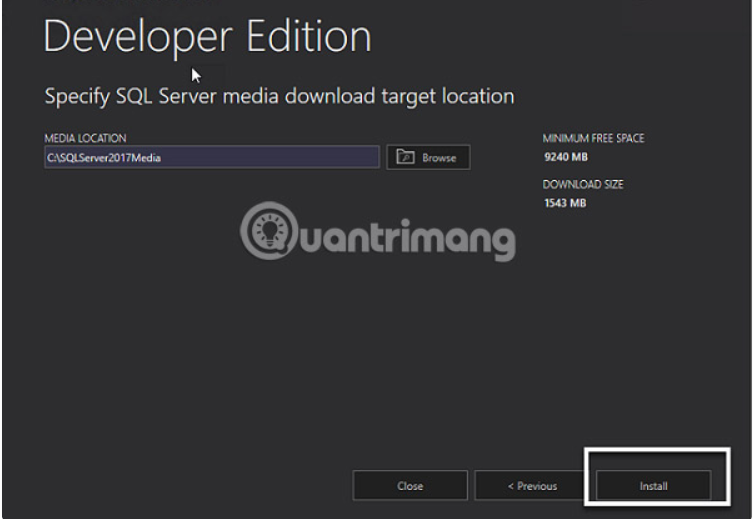 Developer Edition
Specify SQL Server media download target location
MEDIA LOCATION
C:\SQLServer2017Media
Browse
MINIMUM FREE SPACE
9240 MB
DOWNLOAD SIZE
1543 MB
Quantrimang
Close
< Previous
Install